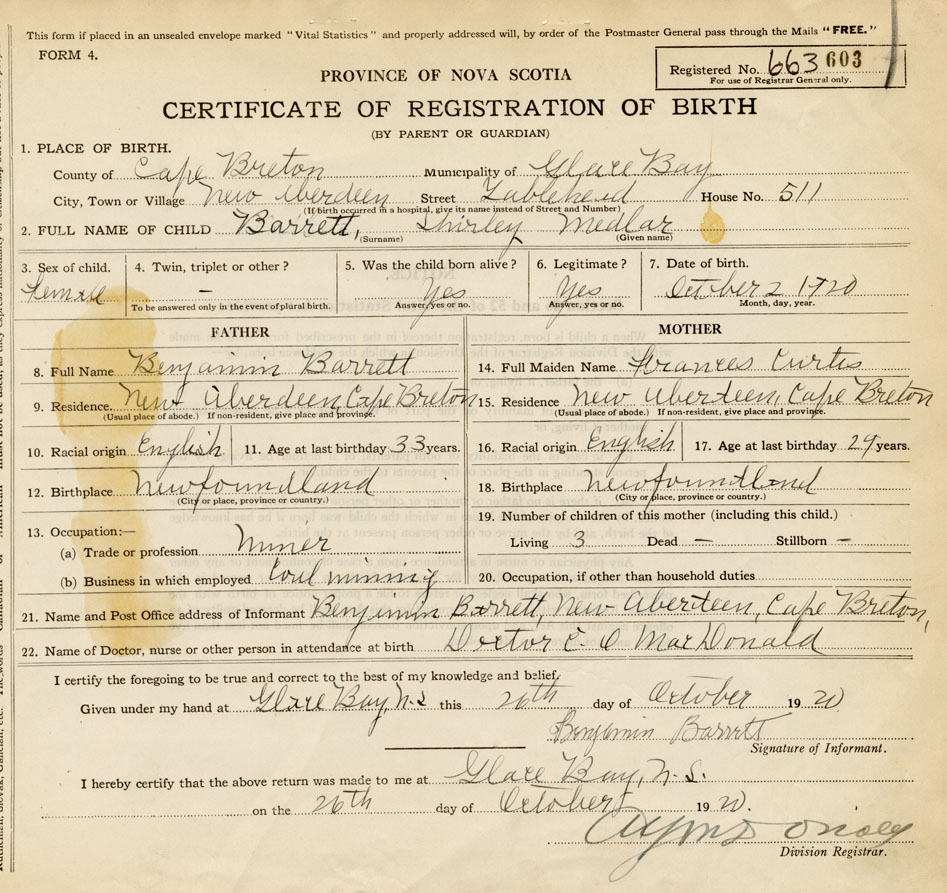 This form if placed in an unsealed envelope marked "Vital Statistics" and properly addressed will, by order of the Postmaster General pass through the Mails "FREE."
FORM 4.
Registered No. 663 603
For use of Registrar General only.
PROVINCE OF NOVA SCOTIA
CERTIFICATE OF REGISTRATION OF BIRTH
(BY PARENT OR GUARDIAN)
1. PLACE OF BIRTH.
County of Cape Breton Municipality of Glace Bay
City, Town or Village New Aberdeen Street Tablehead House No. 511
(If birth occurred in a hospital, give its name instead of Street and Number)
2. FULL NAME OF CHILD Barrett, Shirley Medlar
(Surname) (Given name)
3. Sex of child. 4. Twin, triplet or other? 5. Was the child born alive? 6. Legitimate? 7. Date of birth.
Female — Yes Yes October 2 1920
To be answered only in the event of plural birth. Answer, yes or no. Answer, yes or no. Month, day, year.
FATHER MOTHER
8. Full Name Benjamin Barrett 14. Full Maiden Name Frances Curtis
9. Residence. New Aberdeen, Cape Breton 15. Residence New Aberdeen, Cape Breton
(Usual place of abode.) If non-resident, give place and province. (Usual place of abode.) If non-resident, give place and province.
10. Racial origin English 11. Age at last birthday 33 years. 16. Racial origin English 17. Age at last birthday 29 years.
12. Birthplace Newfoundland 18. Birthplace Newfoundland
(City or place, province or country.) (City or place, province or country.)
13. Occupation:— 19. Number of children of this mother (including this child.)
(a) Trade or profession Miner Living 3 Dead — Stillborn —
(b) Business in which employed Coal mining 20. Occupation, if other than household duties
21. Name and Post Office address of Informant Benjimin Barrett, New Aberteen, Cape Breton,
22. Name of Doctor, nurse or other person in attendance at birth Doctor E. O MacDonald
I certify the foregoing to be true and correct to the best of my knowledge and belief.
Given under my hand at Glace Bay, N.S this 26th day of October 1920
Benjimin Barrett
Signature of Informant.
I hereby certify that the above return was made to me at Glace Bay, N.S.
on the 26th day of October 1920.
Division Registrar.